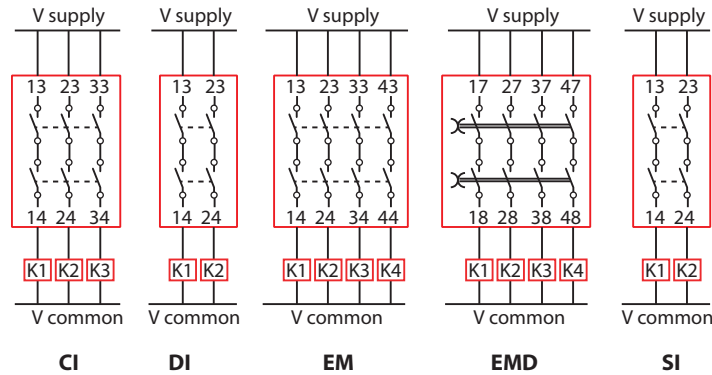 V supply V supply V supply V supply V supply
13 23 33 13 23 13 23 33 43 17 27 37 47 13 23
14 24 34 14 24 14 24 34 44 18 28 38 48 14 24
K1 K2 K3 K1 K2 K1 K2 K3 K4 K1 K2 K3 K4 K1 K2
V common V common V common V common V common
CI DI EM EMD SI